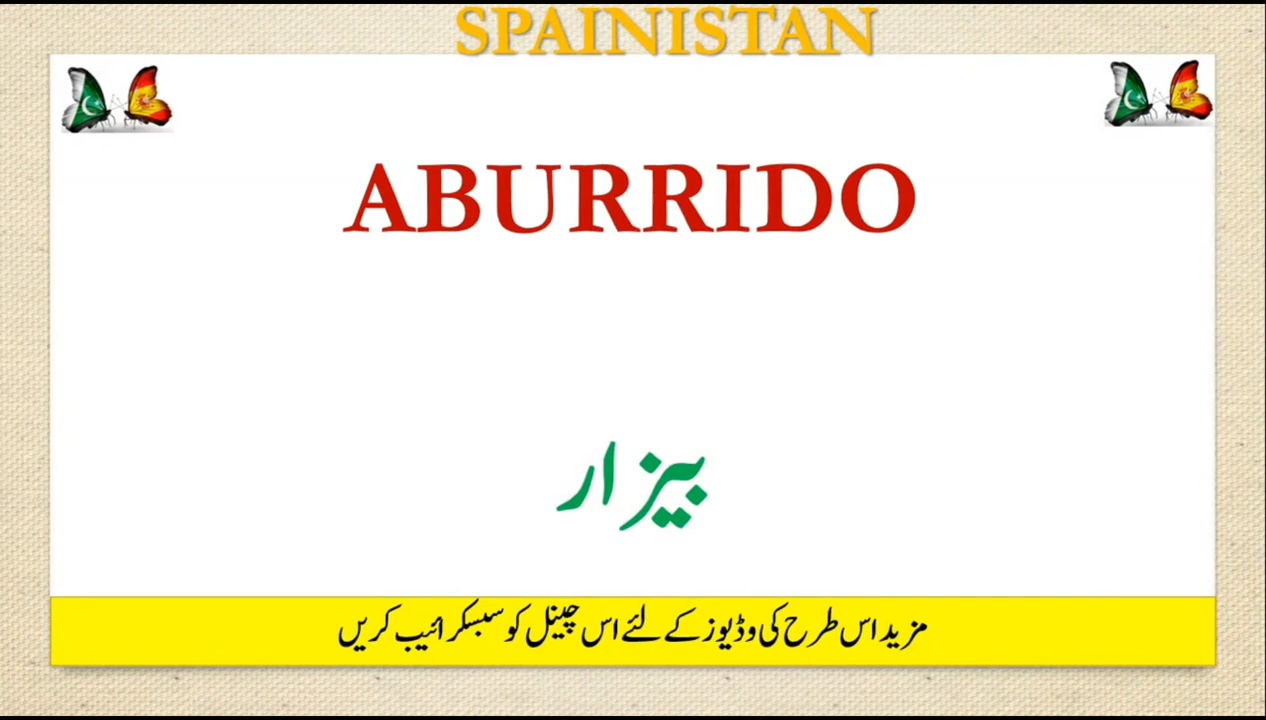 SPAINISTAN
ABURRIDO
بیزار
مزید اس طرح کی وڈیوز کے لئے اس چینل کو سبسکرائیب کریں